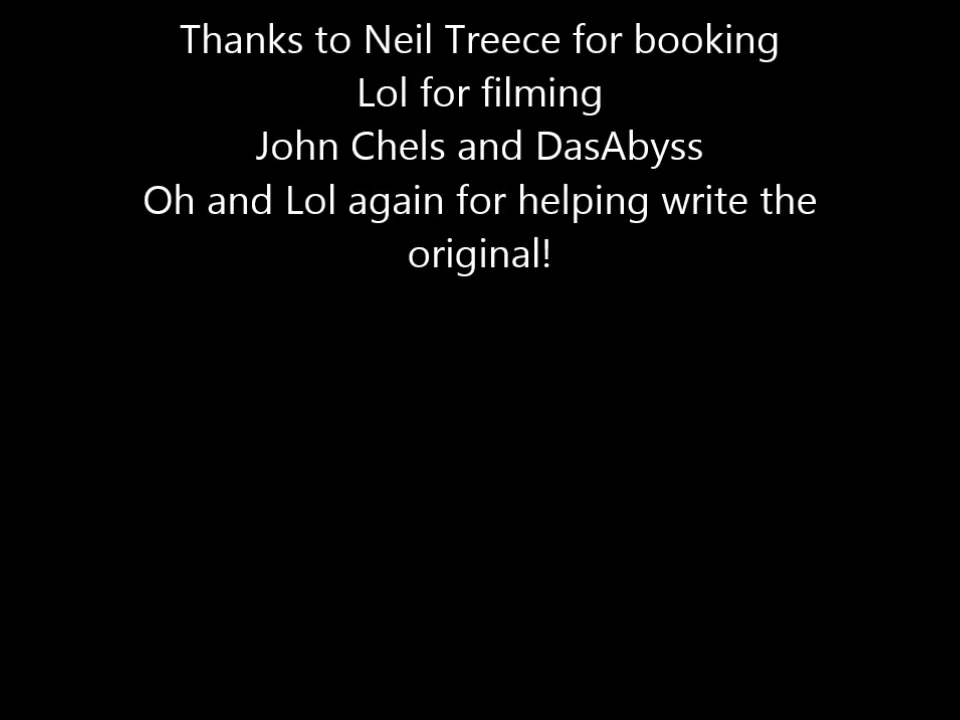 Thanks to Neil Treece for booking
Lol for filming
John Chels and DasAbyss
Oh and Lol again for helping write the
original!